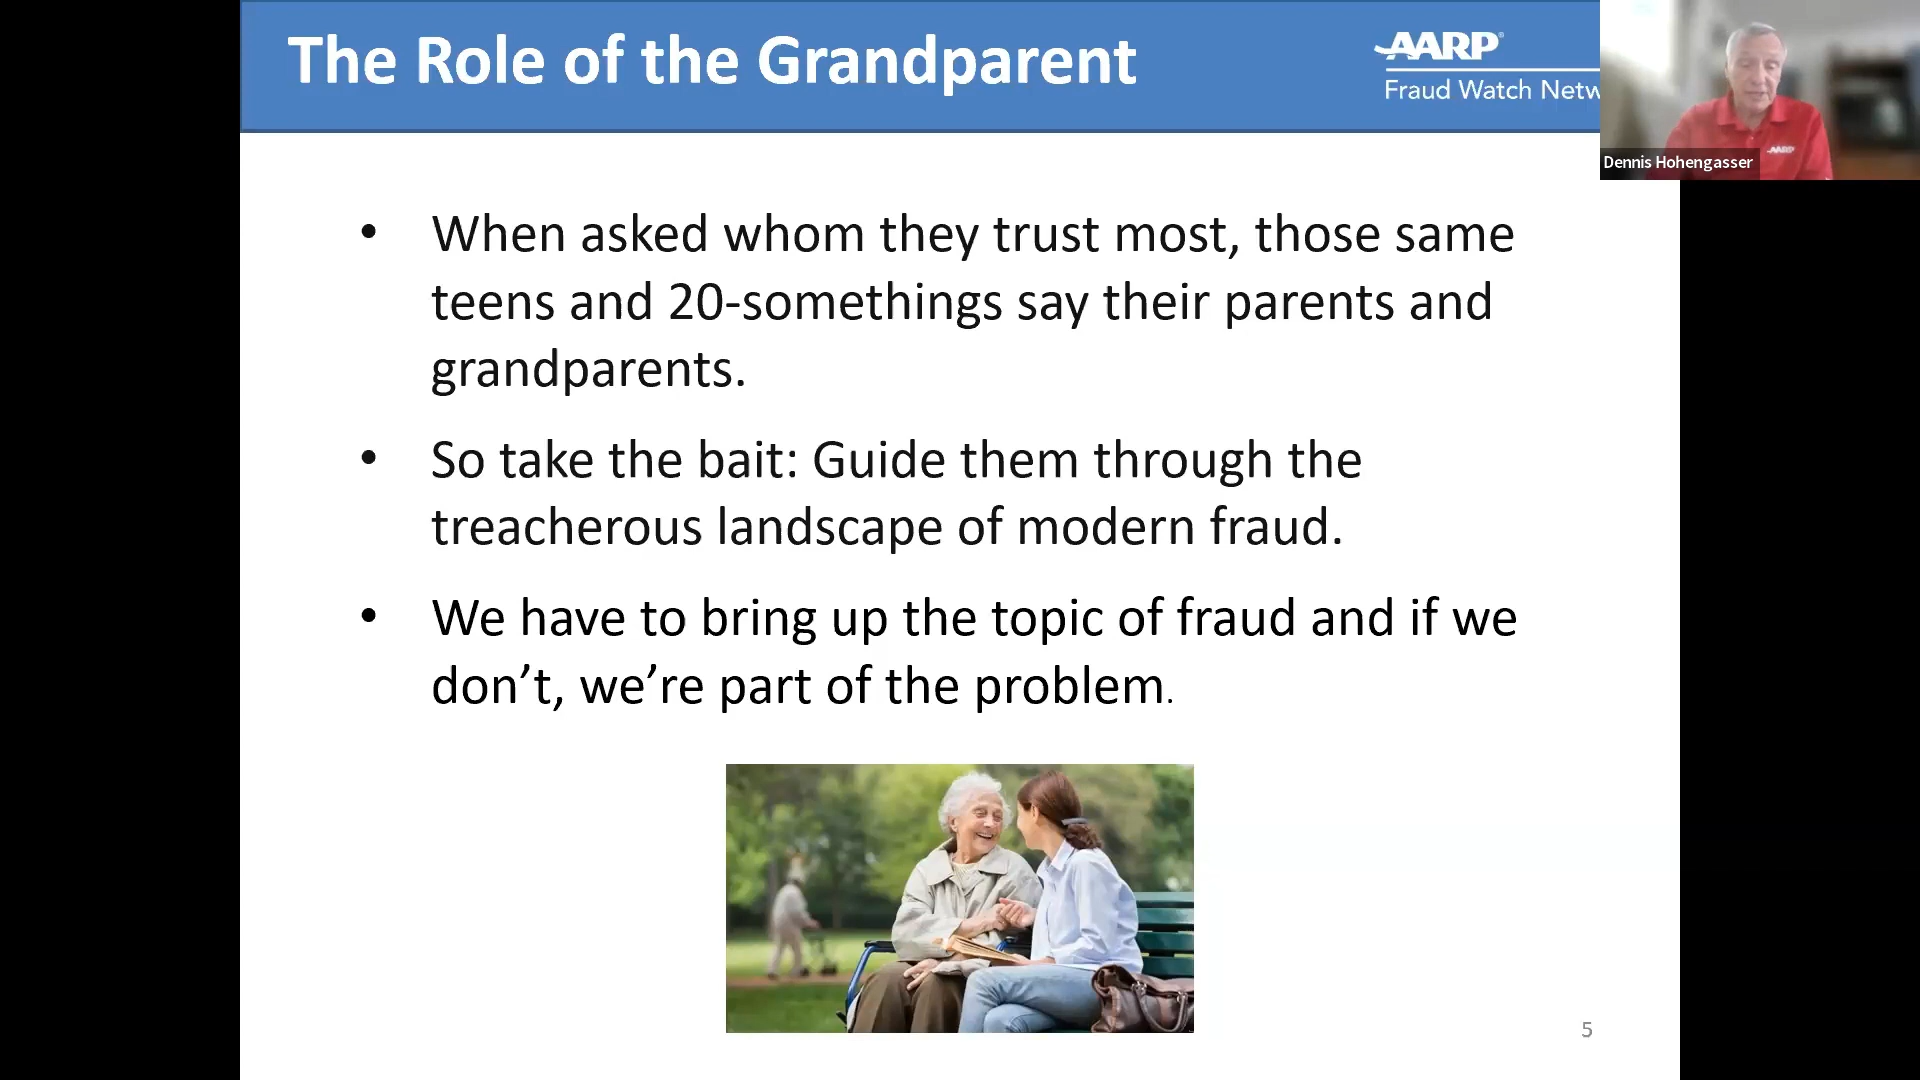 The Role of the Grandparent
AARP®
Fraud Watch Netw
Dennis Hohengasser
AARP
• When asked whom they trust most, those same
teens and 20-somethings say their parents and
grandparents.
• So take the bait: Guide them through the
treacherous landscape of modern fraud.
• We have to bring up the topic of fraud and if we
don’t, we’re part of the problem.
5